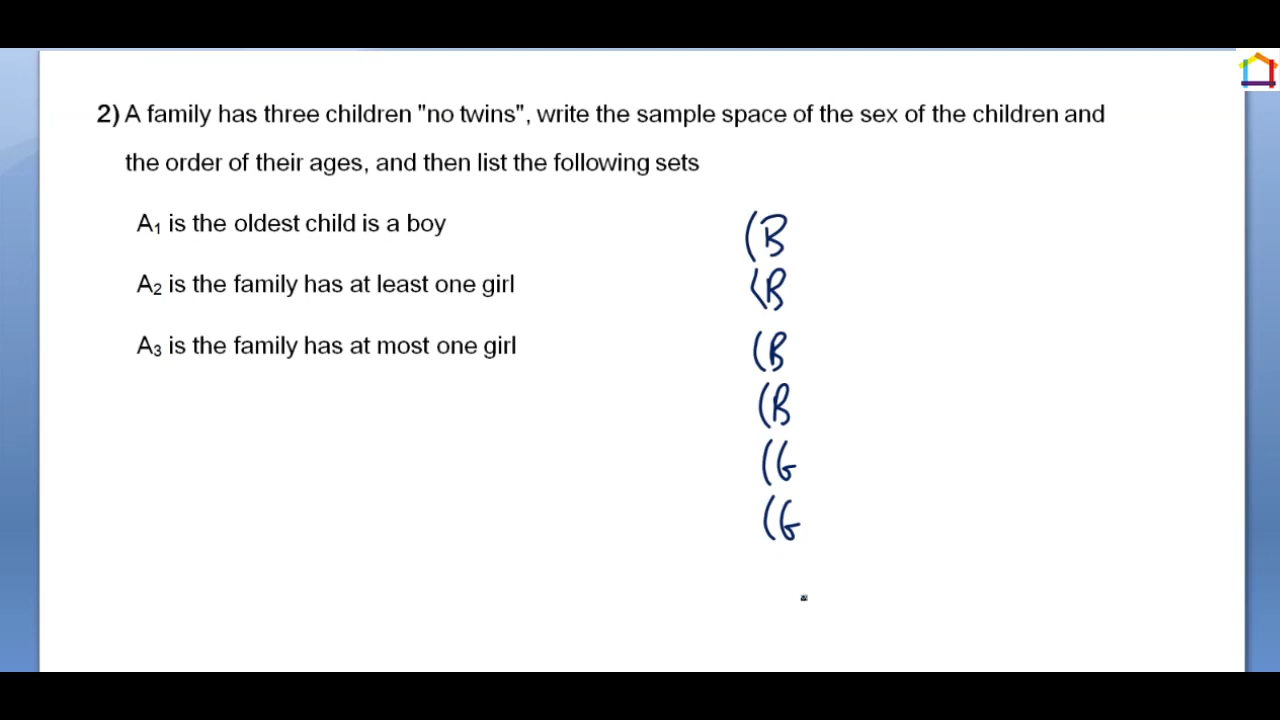 2) A family has three children "no twins", write the sample space of the sex of the children and
the order of their ages, and then list the following sets
A₁ is the oldest child is a boy
A₂ is the family has at least one girl
A₃ is the family has at most one girl
(B
(B
(B
(B
(G
(G